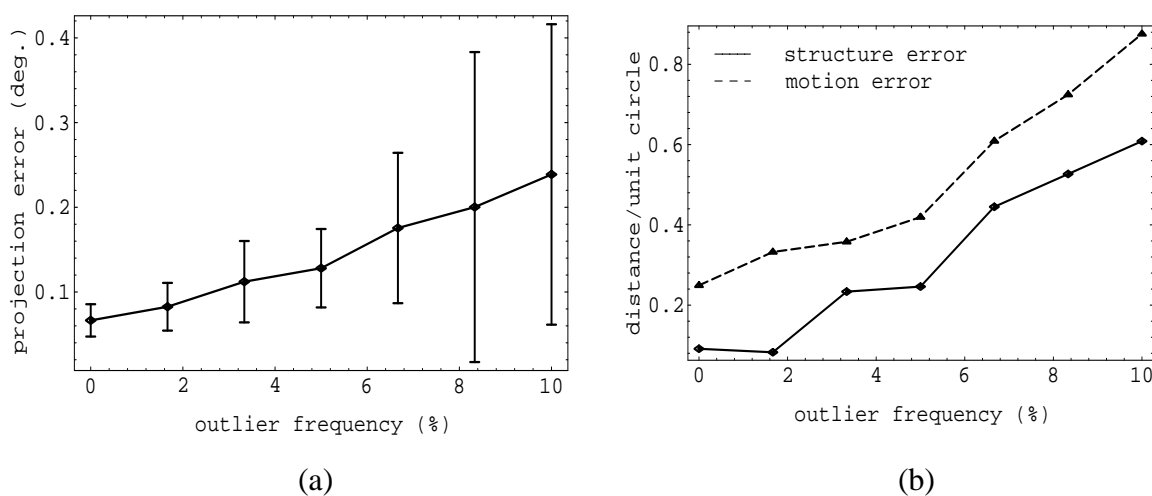 projection error (deg.)
0.4
0.3
0.2
0.1
0 2 4 6 8 10
outlier frequency (%)
(a)
distance/unit circle
structure error
motion error
0.8
0.6
0.4
0.2
0 2 4 6 8 10
outlier frequency (%)
(b)